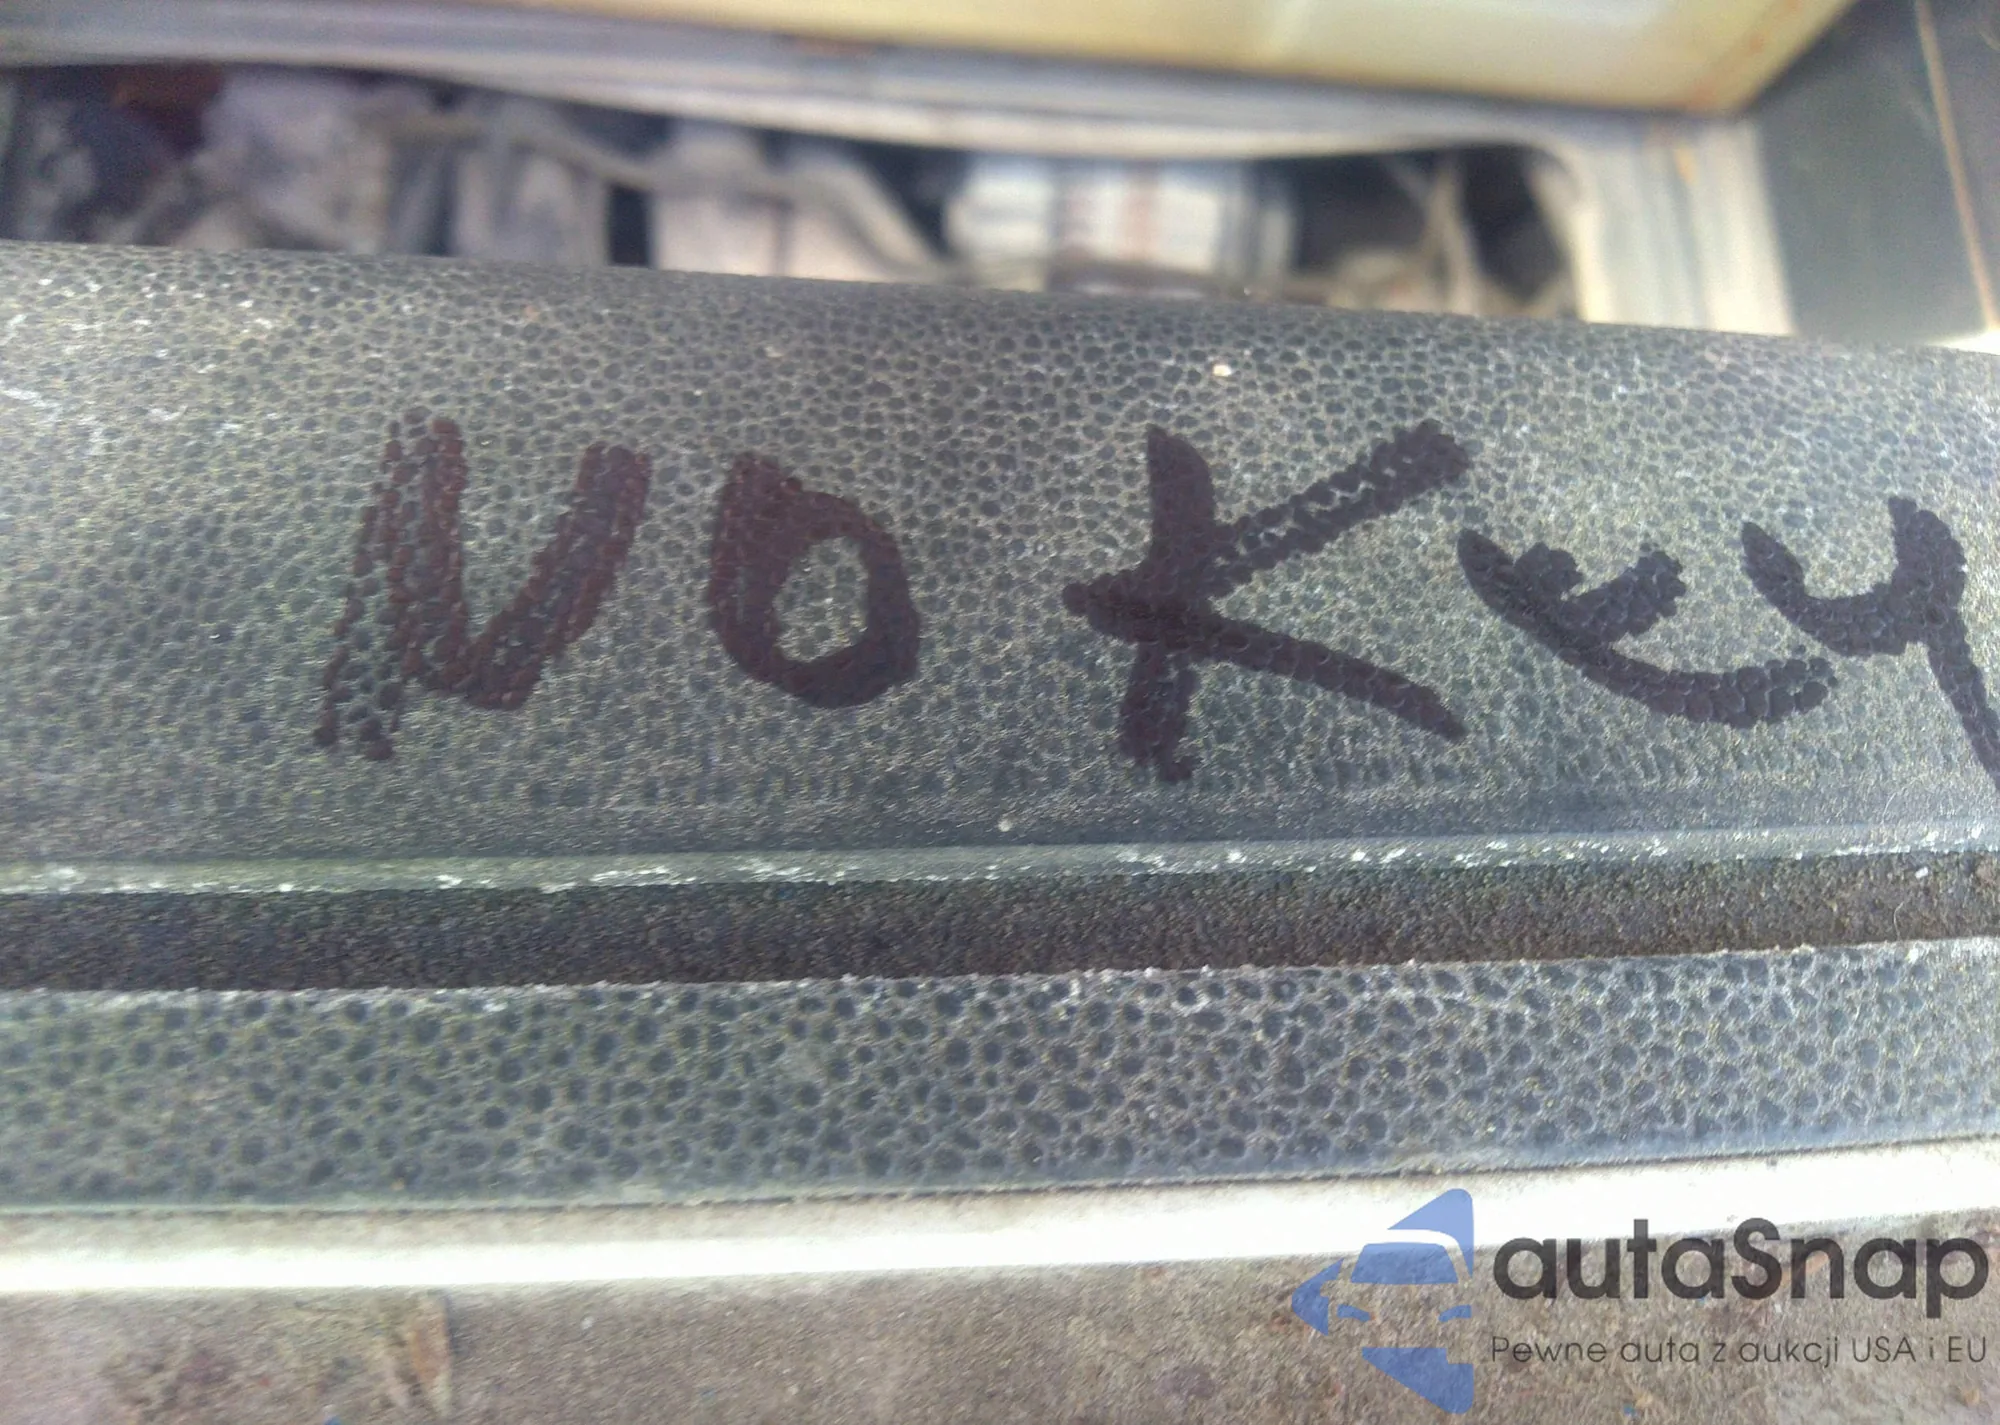 NO KEY
autaSnap
Pewne auta z aukcji USA i EU